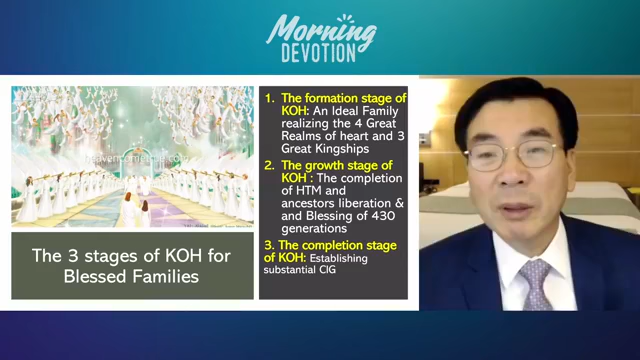 Morning
DEVOTION
heavencometrue.com
The 3 stages of KOH for
Blessed Families
1. The formation stage of
KOH: An Ideal Family
realizing the 4 Great
Realms of heart and 3
Great Kingships
2. The growth stage of
KOH : The completion
of HTM and
ancestors liberation &
and Blessing of 430
generations
3. The completion stage
of KOH: Establishing
substantial CIG